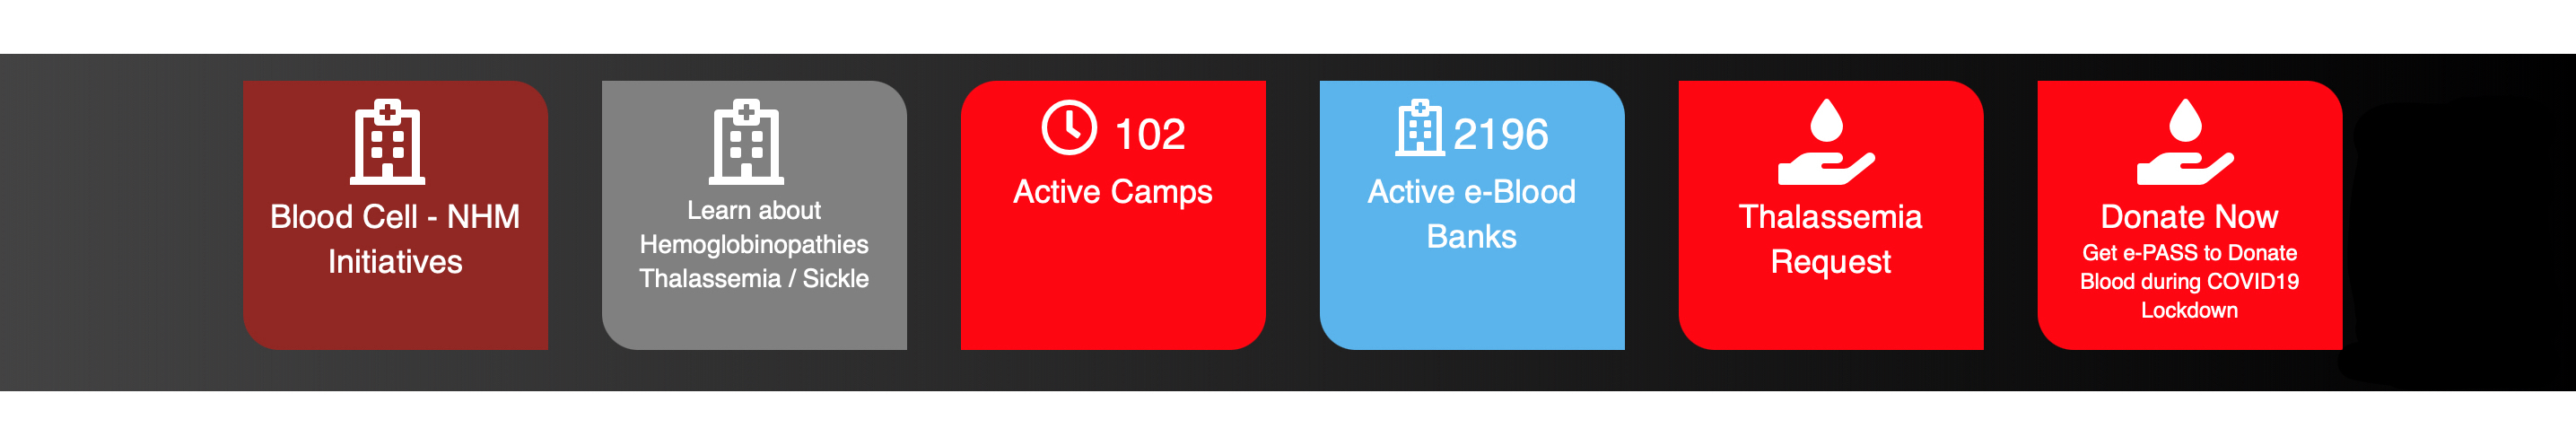 Blood Cell - NHM
Initiatives
Learn about
Hemoglobinopathies
Thalassemia / Sickle
102
Active Camps
2196
Active e-Blood
Banks
Thalassemia
Request
Donate Now
Get e-PASS to Donate
Blood during COVID19
Lockdown